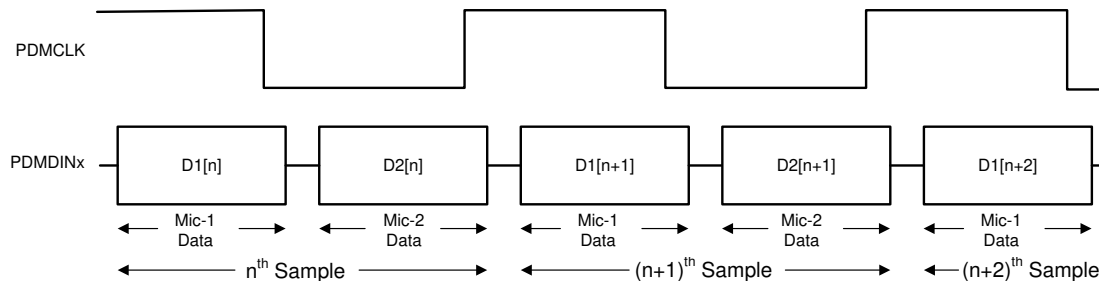 PDMCLK
PDMDINx
D1[n]
D2[n]
D1[n+1]
D2[n+1]
D1[n+2]
Mic-1
Data
Mic-2
Data
Mic-1
Data
Mic-2
Data
Mic-1
Data
nth Sample
(n+1)th Sample
(n+2)th Sample